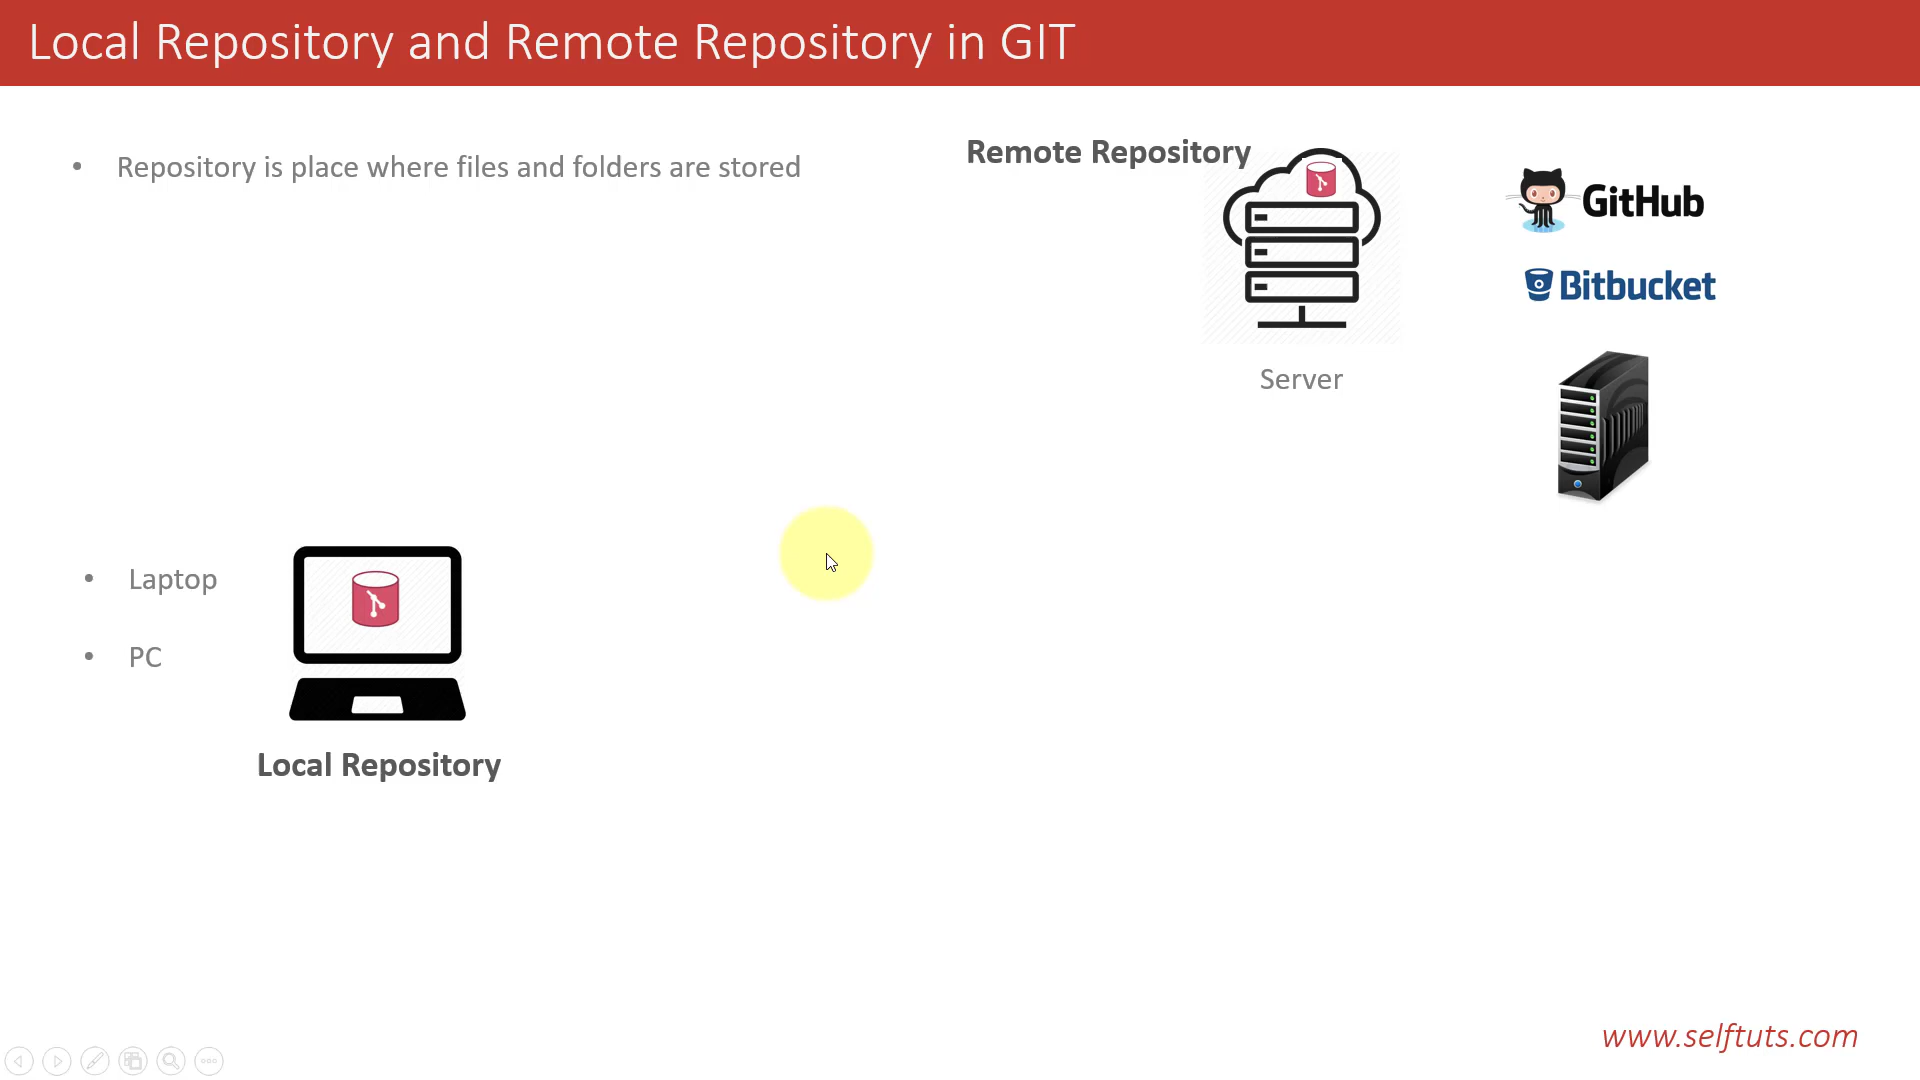 Local Repository and Remote Repository in GIT
• Repository is place where files and folders are stored
Remote Repository
GitHub
Bitbucket
Server
• Laptop
• PC
Local Repository
www.selftuts.com